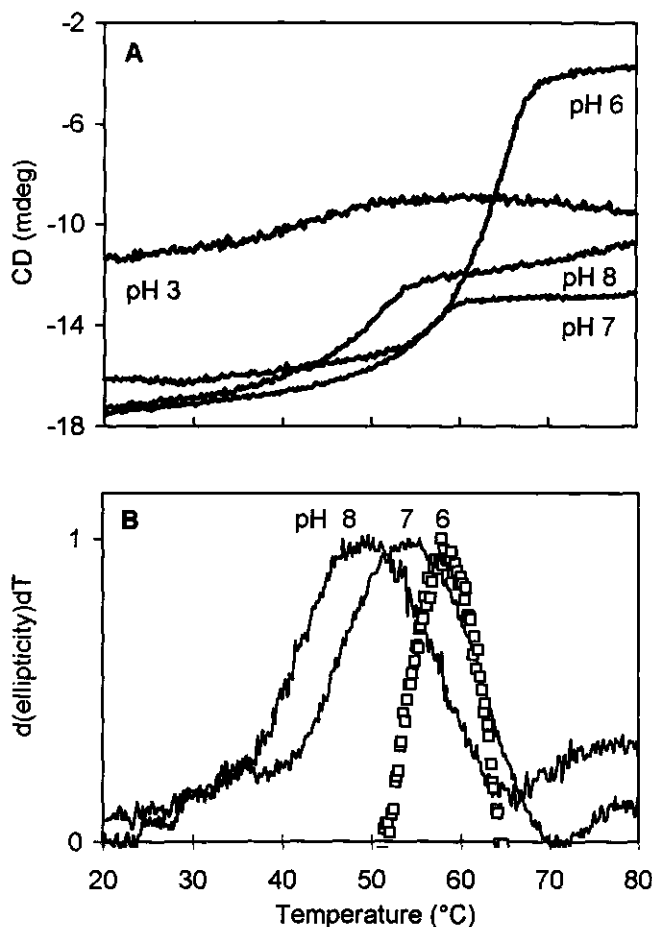 A
-2
-6
-10
-14
-18
CD (mdeg)
pH 6
pH 3
pH 8
pH 7
B
pH 8 7 6
1
0
d(ellipticity)dT
20 30 40 50 60 70 80
Temperature (°C)